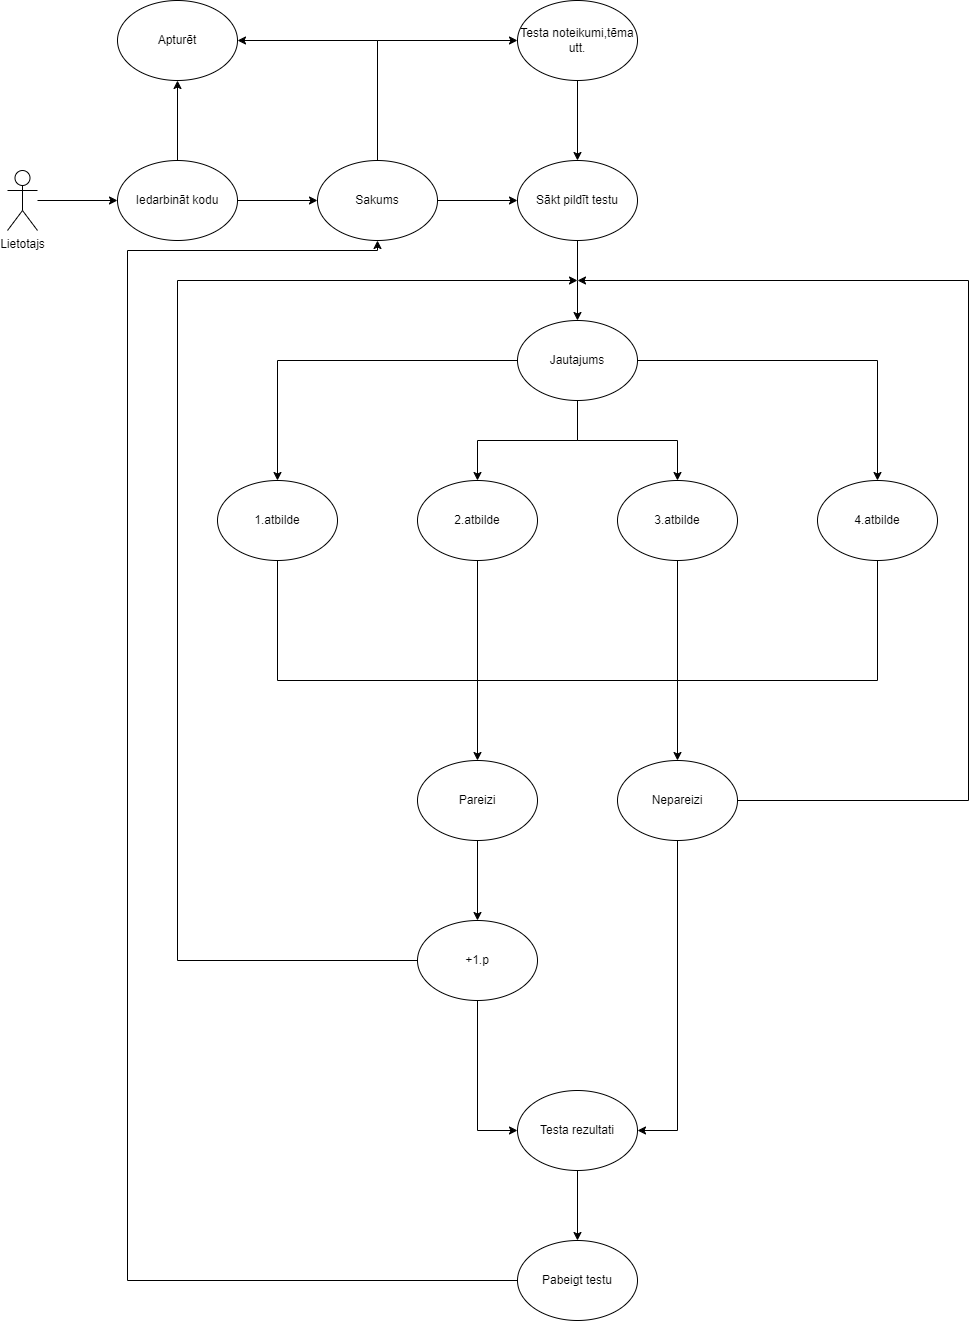 Apturēt
Testa noteikumi,tēma
utt.
Iedarbināt kodu
Sakums
Sākt pildīt testu
Lietotajs
Jautajums
1.atbilde
2.atbilde
3.atbilde
4.atbilde
Pareizi
Nepareizi
+1.p
Testa rezultati
Pabeigt testu